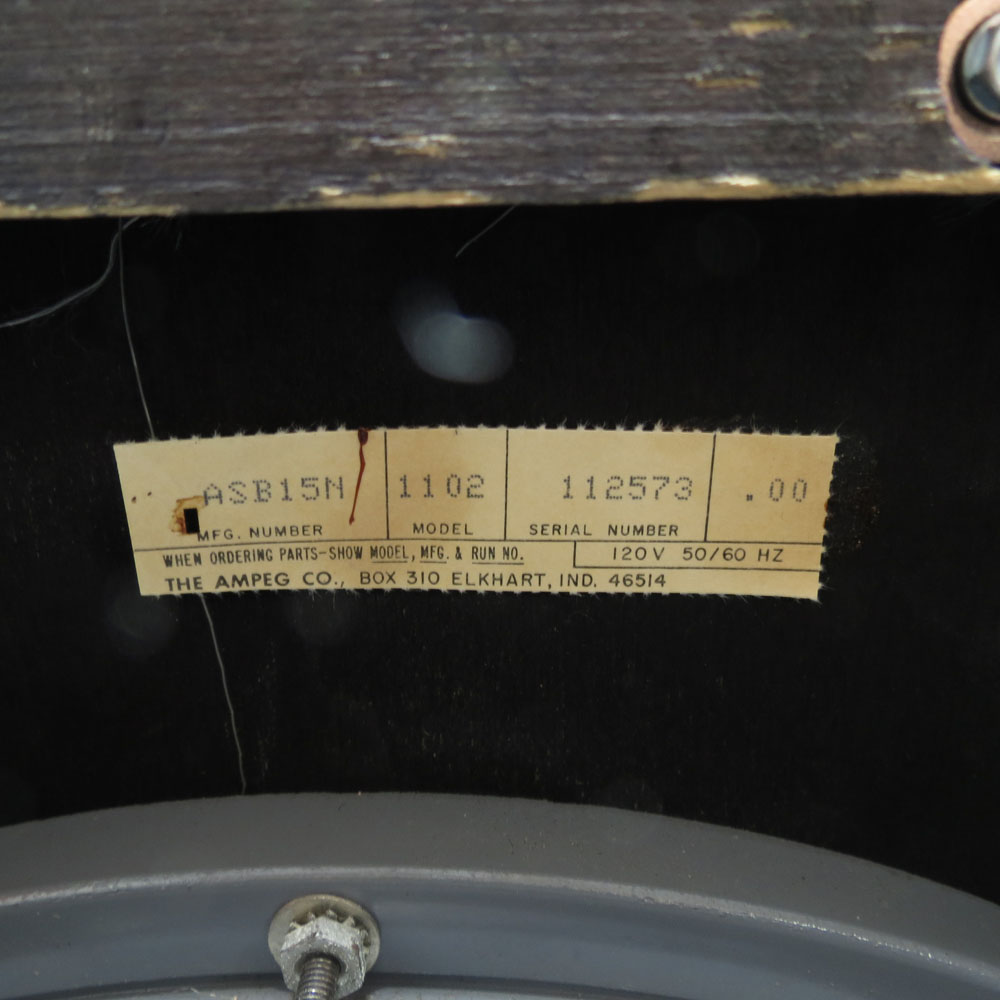 ASB15N 1102 112573 .00
MFG. NUMBER MODEL SERIAL NUMBER
WHEN ORDERING PARTS-SHOW MODEL, MFG. & RUN NO. 120V 50/60 HZ
THE AMPEG CO., BOX 310 ELKHART, IND. 46514